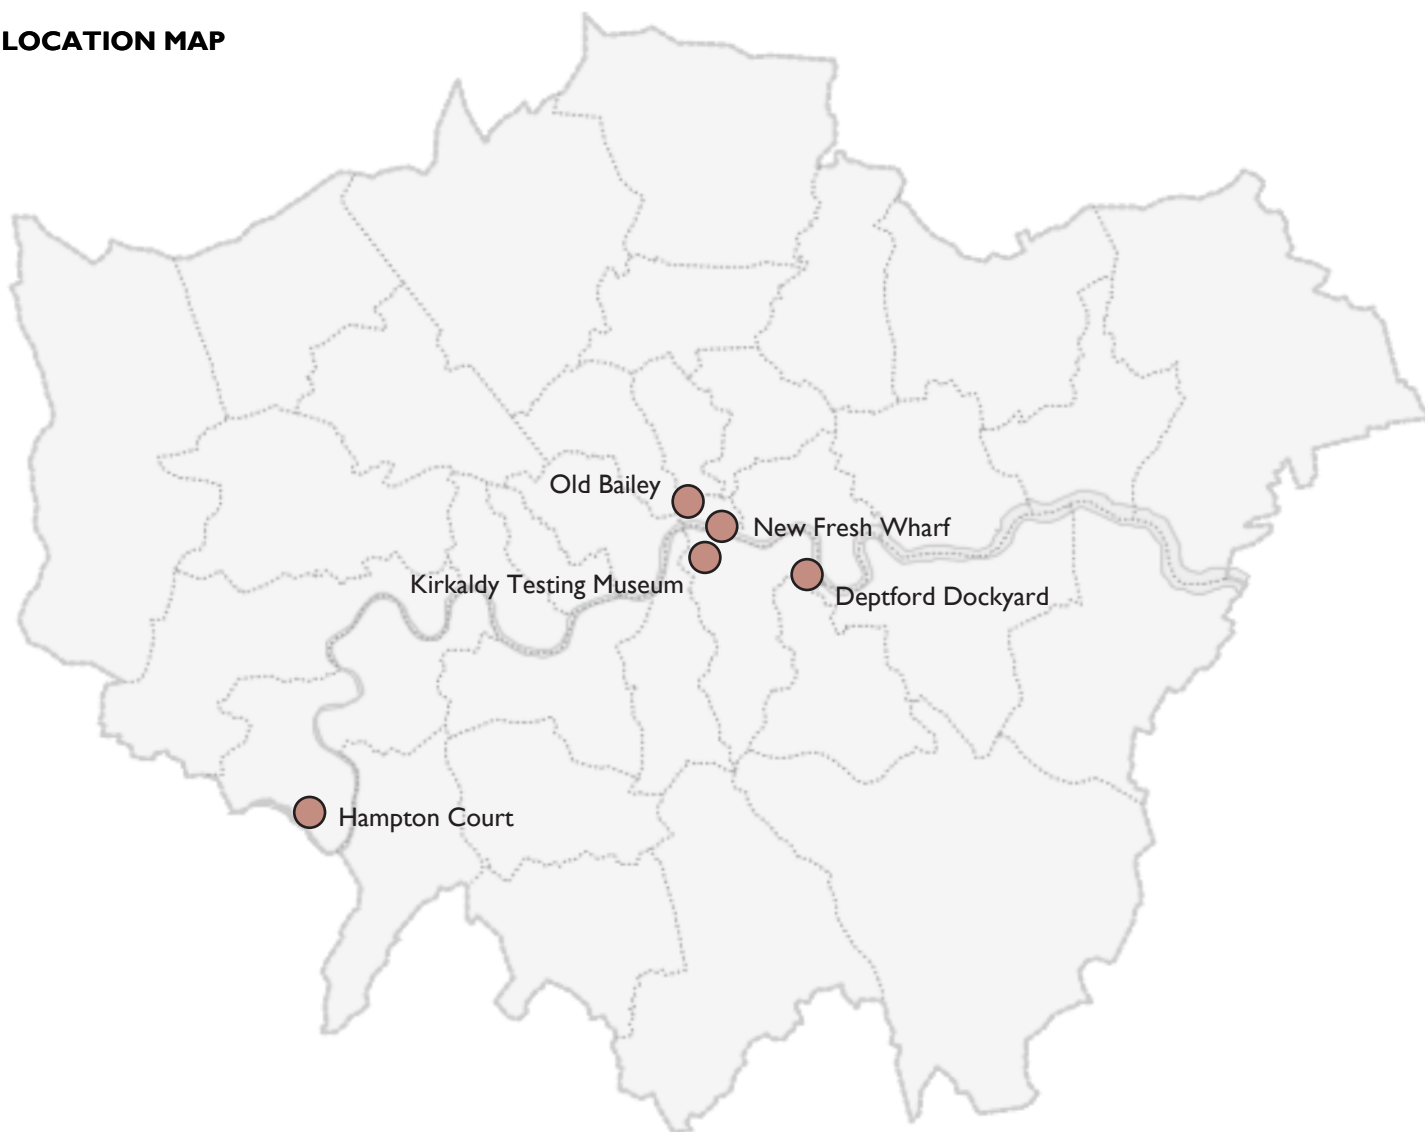 LOCATION MAP
Old Bailey
New Fresh Wharf
Kirkaldy Testing Museum
Deptford Dockyard
Hampton Court